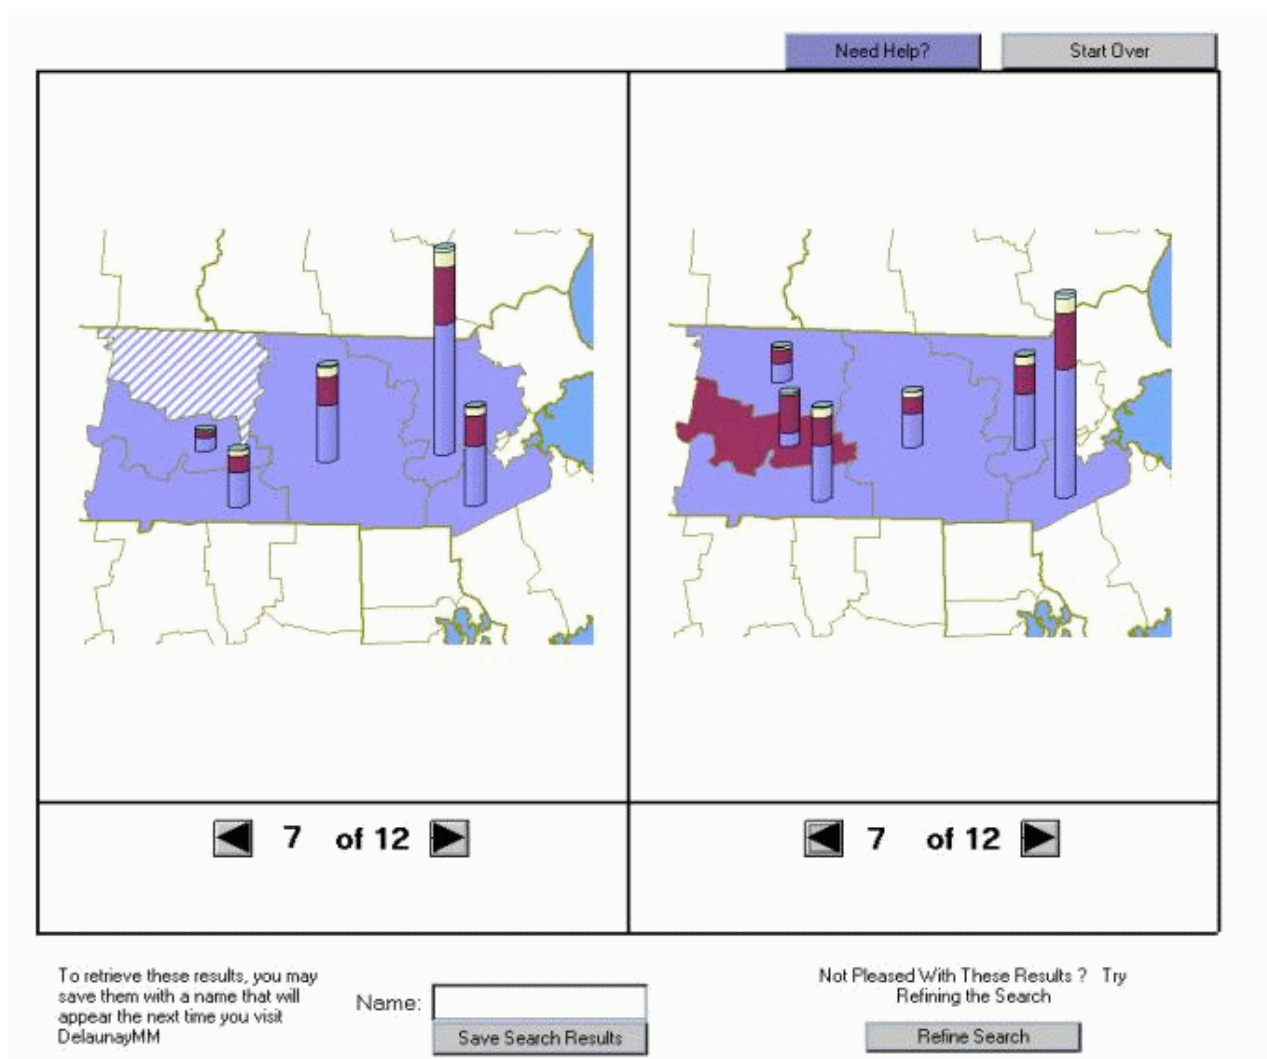 Need Help?
Start Over
7 of 12
7 of 12
To retrieve these results, you may
save them with a name that will
appear the next time you visit
DelaunayMM
Name:
Save Search Results
Not Pleased With These Results ? Try
Refining the Search
Refine Search